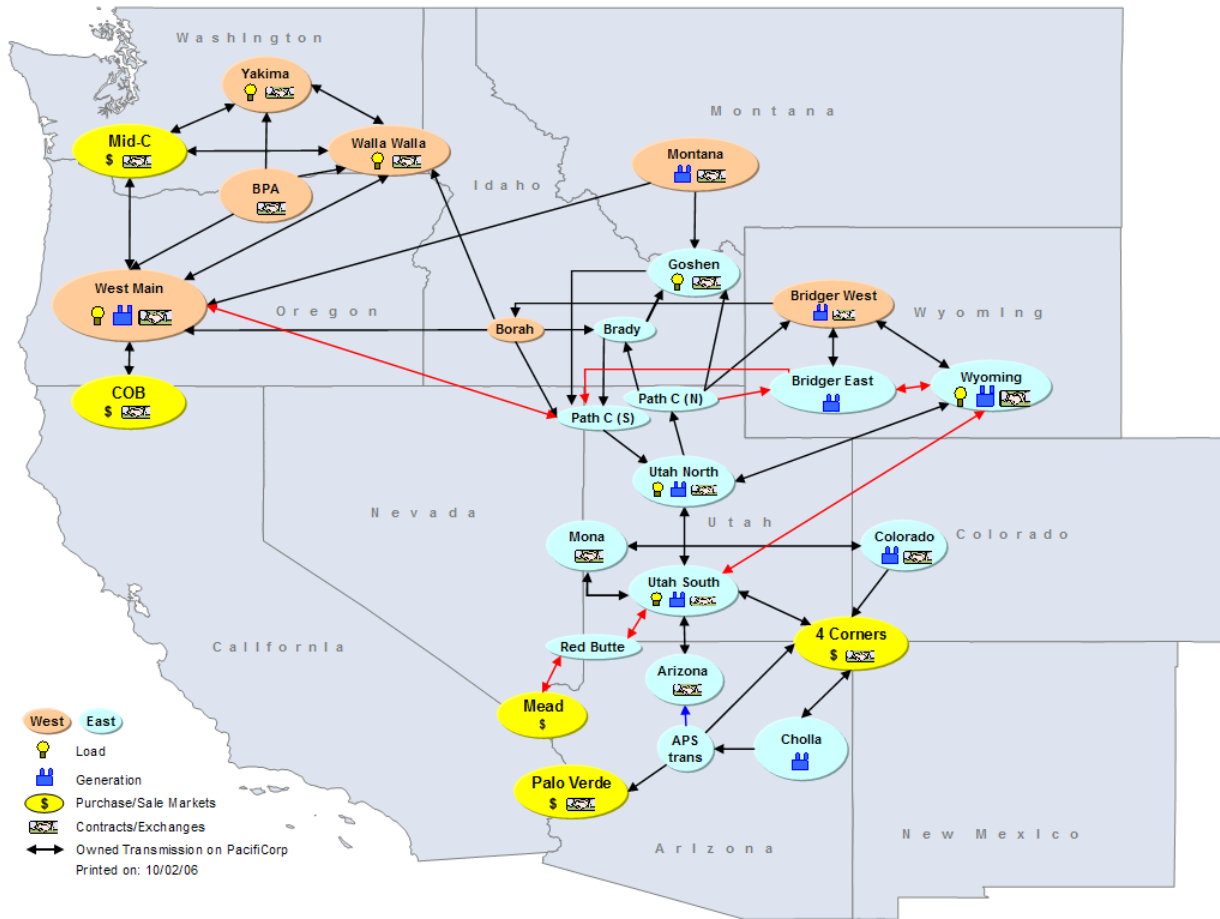 Washington
Yakima
Montana
Mid-C
$
Walla Walla
Montana
Idaho
BPA
Goshen
West Main
Bridger West
Oregon
Wyoming
Borah
Brady
COB
$
Bridger East
Wyoming
Path C (N)
Path C (S)
Utah North
Nevada
Utah
Mona
Colorado
Colorado
Utah South
4 Corners
$
California
Red Butte
Arizona
Mead
$
West
East
Load
APS
trans
Cholla
Generation
Palo Verde
$
$
Purchase/Sale Markets
Contracts/Exchanges
New Mexico
Owned Transmission on PacifiCorp
Arizona
Printed on: 10/02/06